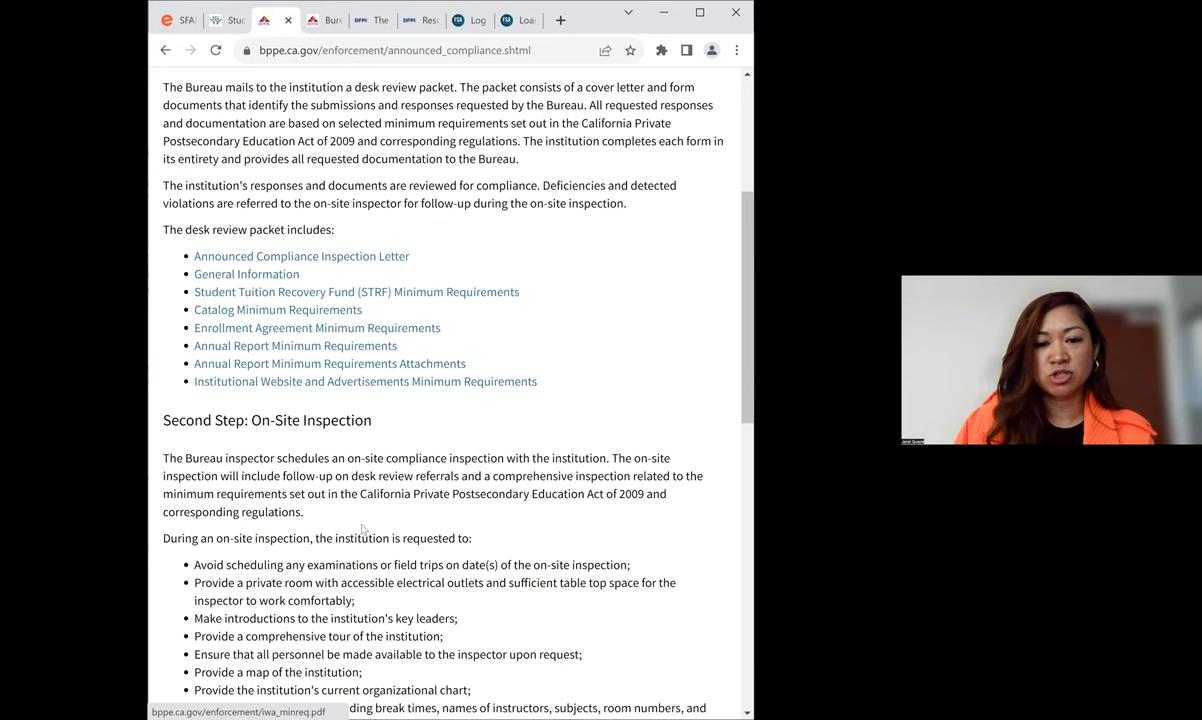 SFA
Stuc
Bure
DFPI
The
DFPI
Reso
FSA
Log
FSA
Loa
bppe.ca.gov/enforcement/announced_compliance.shtml
The Bureau mails to the institution a desk review packet. The packet consists of a cover letter and form
documents that identify the submissions and responses requested by the Bureau. All requested responses
and documentation are based on selected minimum requirements set out in the California Private
Postsecondary Education Act of 2009 and corresponding regulations. The institution completes each form in
its entirety and provides all requested documentation to the Bureau.
The institution's responses and documents are reviewed for compliance. Deficiencies and detected
violations are referred to the on-site inspector for follow-up during the on-site inspection.
The desk review packet includes:
Announced Compliance Inspection Letter
General Information
Student Tuition Recovery Fund (STRF) Minimum Requirements
Catalog Minimum Requirements
Enrollment Agreement Minimum Requirements
Annual Report Minimum Requirements
Annual Report Minimum Requirements Attachments
Institutional Website and Advertisements Minimum Requirements
Second Step: On-Site Inspection
The Bureau inspector schedules an on-site compliance inspection with the institution. The on-site
inspection will include follow-up on desk review referrals and a comprehensive inspection related to the
minimum requirements set out in the California Private Postsecondary Education Act of 2009 and
corresponding regulations.
During an on-site inspection, the institution is requested to:
Avoid scheduling any examinations or field trips on date(s) of the on-site inspection;
Provide a private room with accessible electrical outlets and sufficient table top space for the
inspector to work comfortably;
Make introductions to the institution's key leaders;
Provide a comprehensive tour of the institution;
Ensure that all personnel be made available to the inspector upon request;
Provide a map of the institution;
Provide the institution's current organizational chart;
ding break times, names of instructors, subjects, room numbers, and
bppe.ca.gov/enforcement/iwa_minreq.pdf